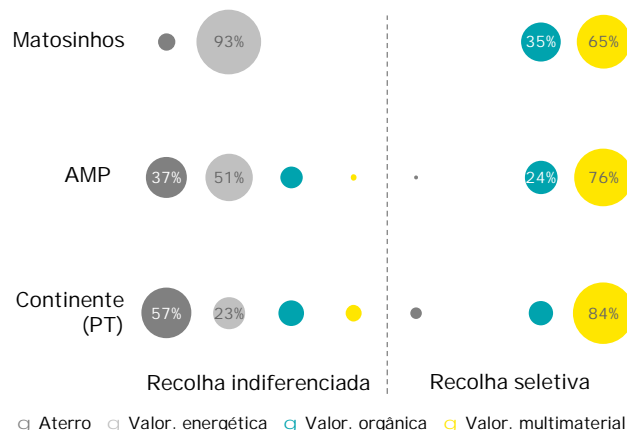 Matosinhos 93% 35% 65%
AMP 37% 51% 24% 76%
Continente
(PT) 57% 23% 84%
Recolha indiferenciada Recolha seletiva
q Aterro q Valor. energética q Valor. orgânica q Valor. multimaterial